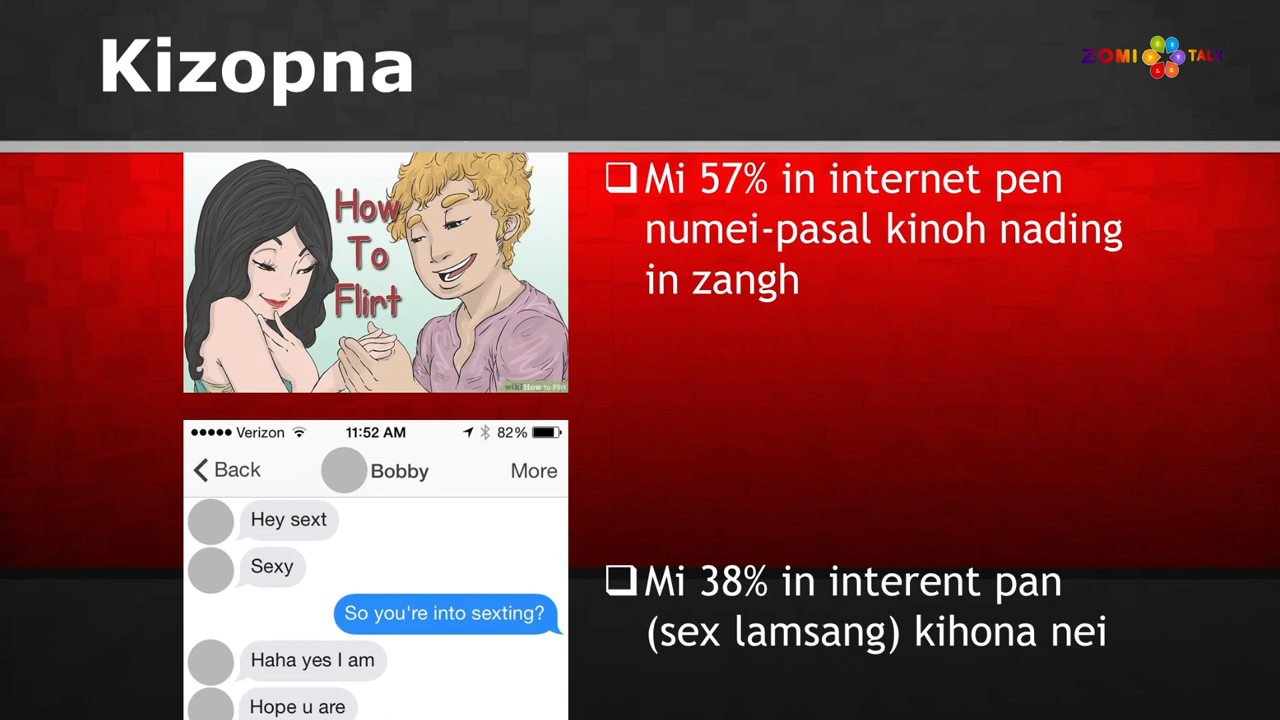 Kizopna
ZOMI TALK
How
To
Flirt
wikiHow to Flirt
Mi 57% in internet pen
numei-pasal kinoh nading
in zangh
Verizon 11:52 AM 82%
Back Bobby More
Hey sext
Sexy
So you're into sexting?
Haha yes I am
Hope u are
Mi 38% in interent pan
(sex lamsang) kihona nei